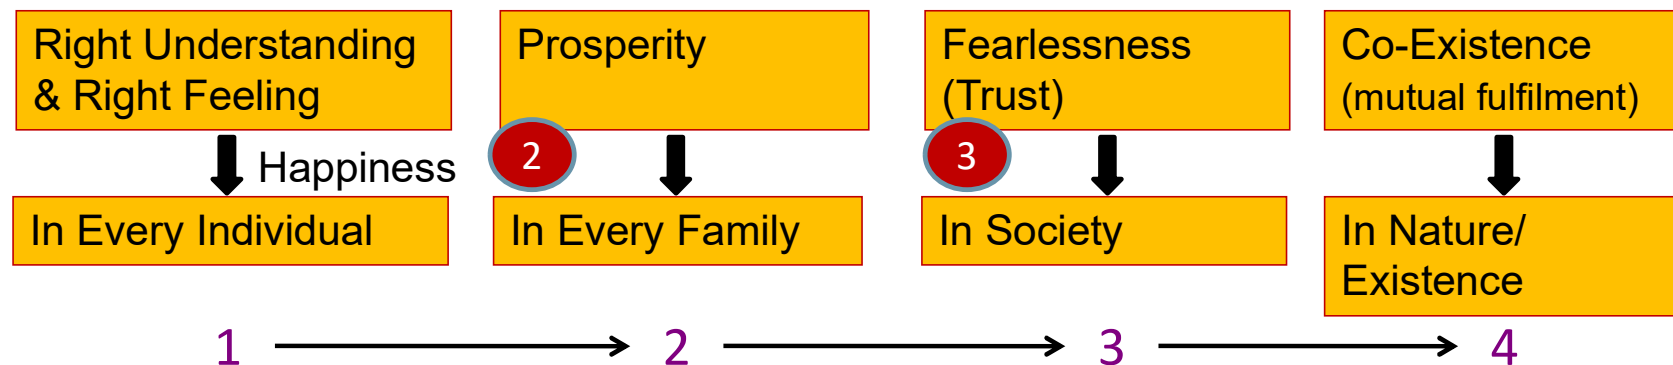 Right Understanding
& Right Feeling
Prosperity
Fearlessness
(Trust)
Co-Existence
(mutual fulfilment)
Happiness
2
3
In Every Individual
In Every Family
In Society
In Nature/
Existence
1
2
3
4